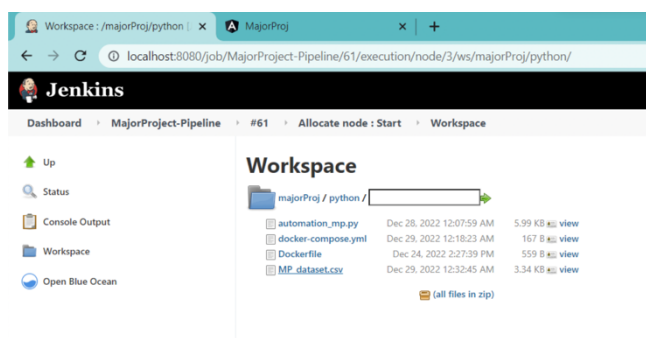 Workspace : /majorProj/python |
MajorProj
localhost:8080/job/MajorProject-Pipeline/61/execution/node/3/ws/majorProj/python/
Jenkins
Dashboard MajorProject-Pipeline #61 Allocate node : Start Workspace
Up
Status
Console Output
Workspace
Open Blue Ocean
Workspace
majorProj / python /
automation_mp.py Dec 28, 2022 12:07:59 AM 5.99 KB view
docker-compose.yml Dec 29, 2022 12:18:23 AM 167 B view
Dockerfile Dec 24, 2022 2:27:39 PM 559 B view
MP_dataset.csv Dec 29, 2022 12:32:45 AM 3.34 KB view
(all files in zip)